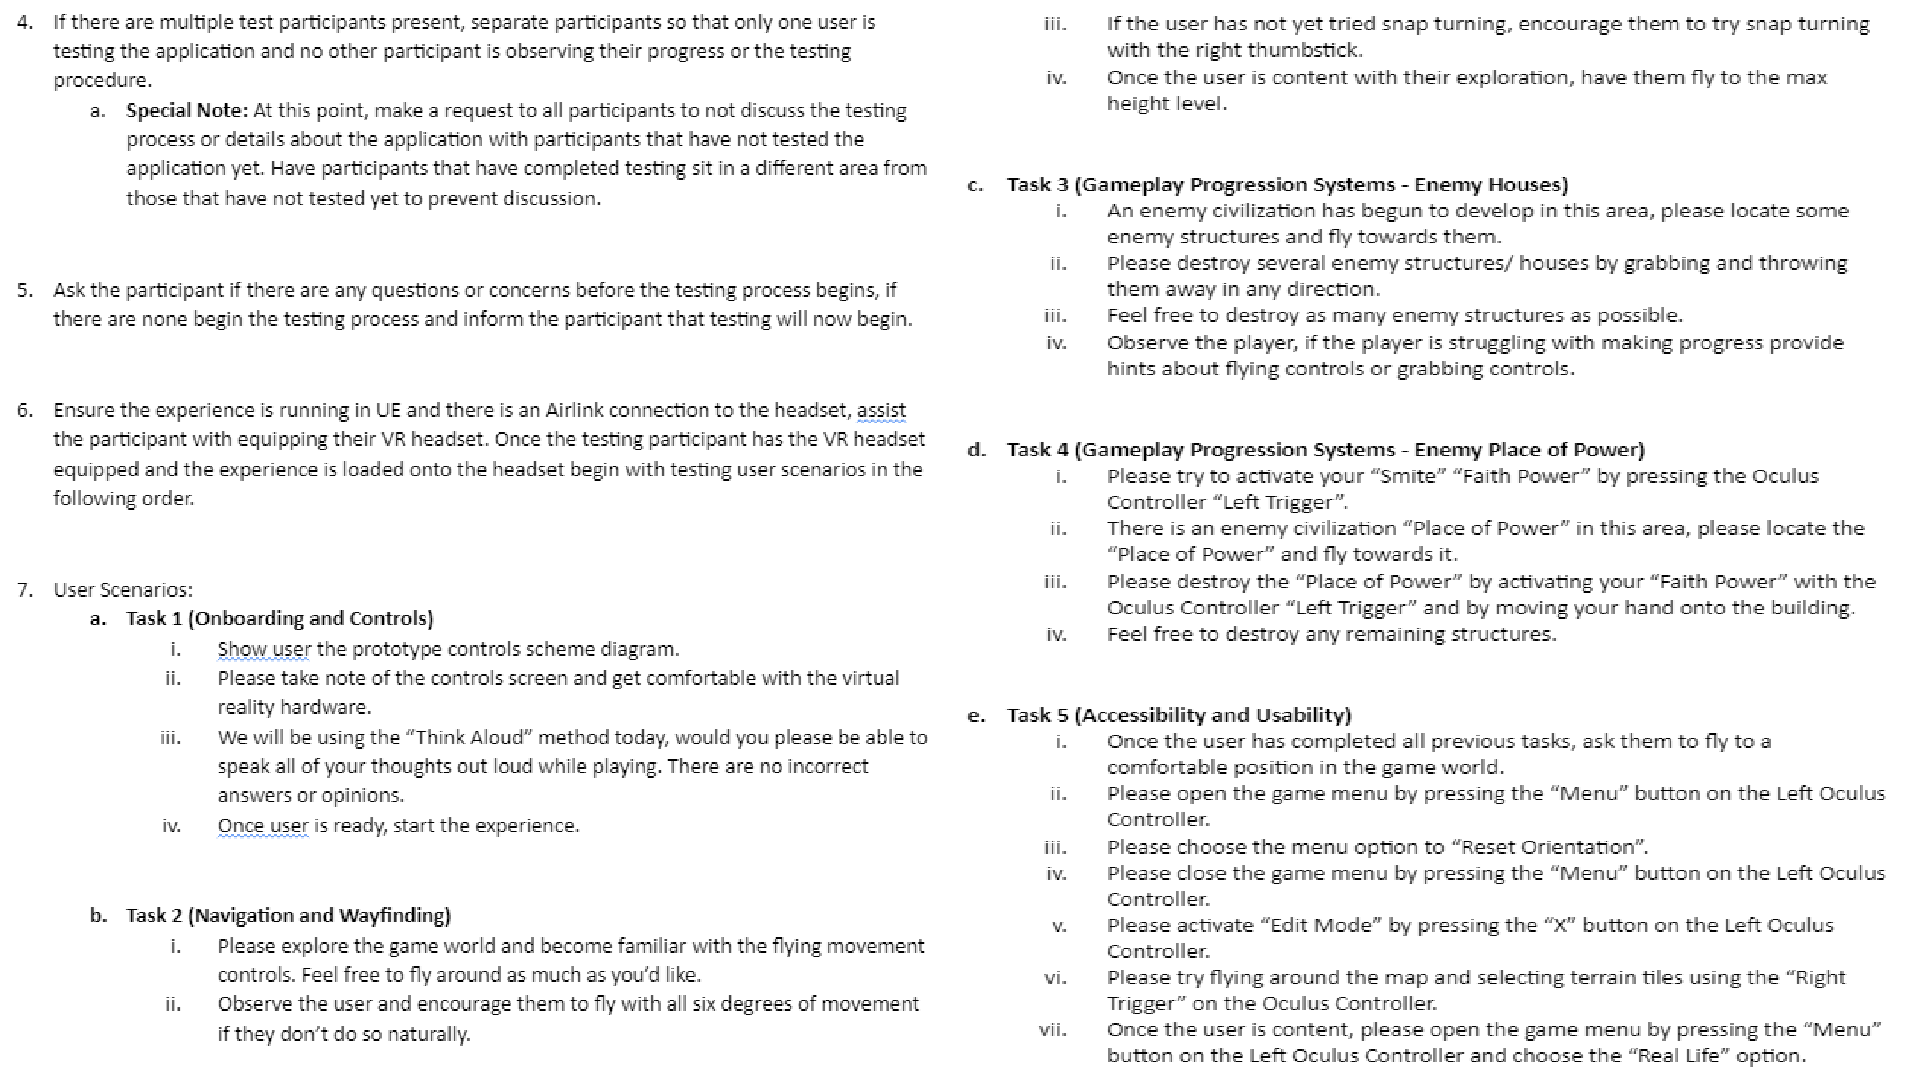 4. If there are multiple test participants present, separate participants so that only one user is
testing the application and no other participant is observing their progress or the testing
procedure.
a. Special Note: At this point, make a request to all participants to not discuss the testing
process or details about the application with participants that have not tested the
application yet. Have participants that have completed testing sit in a different area from
those that have not tested yet to prevent discussion.
5. Ask the participant if there are any questions or concerns before the testing process begins, if
there are none begin the testing process and inform the participant that testing will now begin.
6. Ensure the experience is running in UE and there is an Airlink connection to the headset, assist
the participant with equipping their VR headset. Once the testing participant has the VR headset
equipped and the experience is loaded onto the headset begin with testing user scenarios in the
following order.
7. User Scenarios:
a. Task 1 (Onboarding and Controls)
i. Show user the prototype controls scheme diagram.
ii. Please take note of the controls screen and get comfortable with the virtual
reality hardware.
iii. We will be using the “Think Aloud” method today, would you please be able to
speak all of your thoughts out loud while playing. There are no incorrect
answers or opinions.
iv. Once user is ready, start the experience.
b. Task 2 (Navigation and Wayfinding)
i. Please explore the game world and become familiar with the flying movement
controls. Feel free to fly around as much as you’d like.
ii. Observe the user and encourage them to fly with all six degrees of movement
if they don’t do so naturally.
iii. If the user has not yet tried snap turning, encourage them to try snap turning
with the right thumbstick.
iv. Once the user is content with their exploration, have them fly to the max
height level.
c. Task 3 (Gameplay Progression Systems - Enemy Houses)
i. An enemy civilization has begun to develop in this area, please locate some
enemy structures and fly towards them.
ii. Please destroy several enemy structures/ houses by grabbing and throwing
them away in any direction.
iii. Feel free to destroy as many enemy structures as possible.
iv. Observe the player, if the player is struggling with making progress provide
hints about flying controls or grabbing controls.
d. Task 4 (Gameplay Progression Systems - Enemy Place of Power)
i. Please try to activate your “Smite” “Faith Power” by pressing the Oculus
Controller “Left Trigger”.
ii. There is an enemy civilization “Place of Power” in this area, please locate the
“Place of Power” and fly towards it.
iii. Please destroy the “Place of Power” by activating your “Faith Power” with the
Oculus Controller “Left Trigger” and by moving your hand onto the building.
iv. Feel free to destroy any remaining structures.
e. Task 5 (Accessibility and Usability)
i. Once the user has completed all previous tasks, ask them to fly to a
comfortable position in the game world.
ii. Please open the game menu by pressing the “Menu” button on the Left Oculus
Controller.
iii. Please choose the menu option to “Reset Orientation”.
iv. Please close the game menu by pressing the “Menu” button on the Left Oculus
Controller.
v. Please activate “Edit Mode” by pressing the “X” button on the Left Oculus
Controller.
vi. Please try flying around the map and selecting terrain tiles using the “Right
Trigger” on the Oculus Controller.
vii. Once the user is content, please open the game menu by pressing the “Menu”
button on the Left Oculus Controller and choose the “Real Life” option.